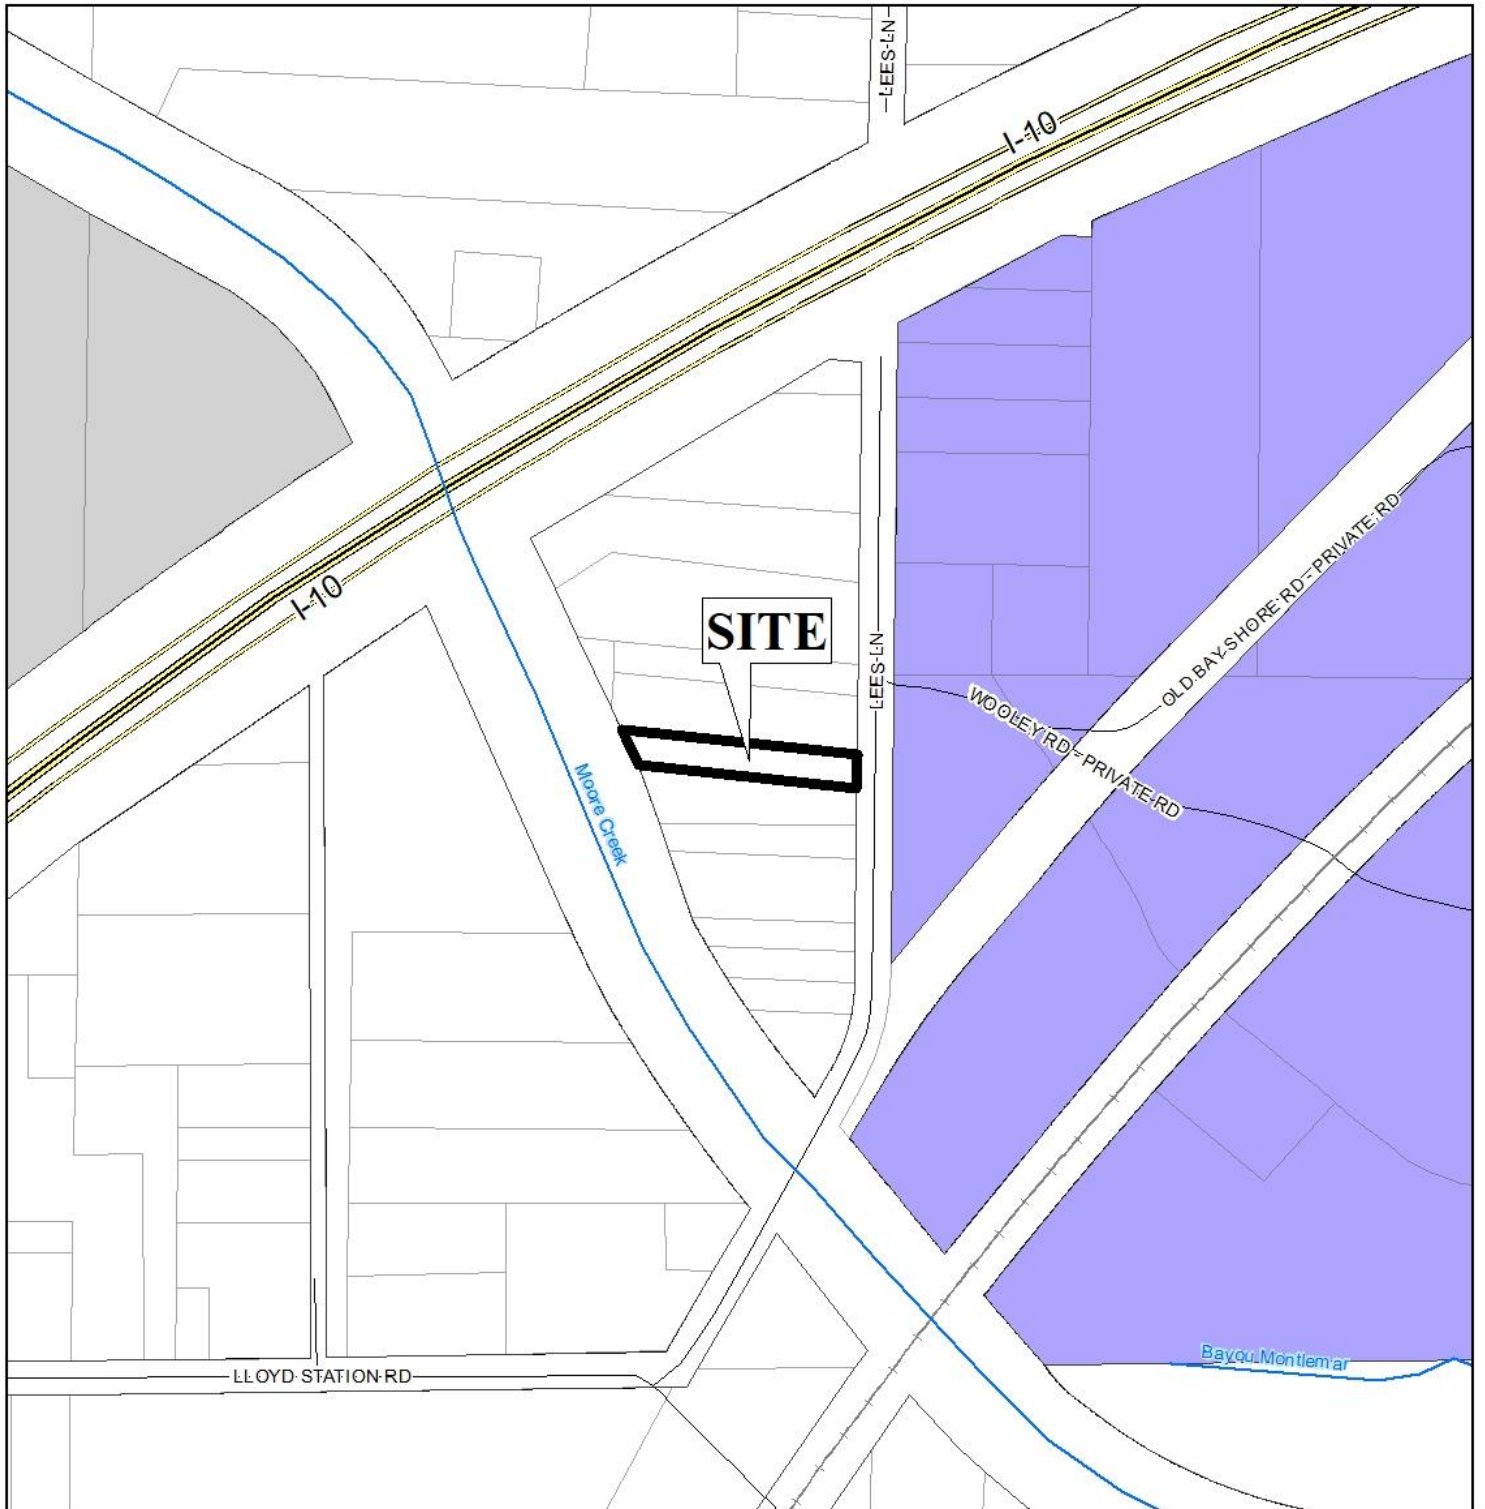 LEES LN
I-10
I-10
SITE
LEES LN
OLD BAY SHORE RD - PRIVATE RD
WOOLEY RD - PRIVATE RD
Moore Creek
Bayou Montlemar
LLOYD STATION RD